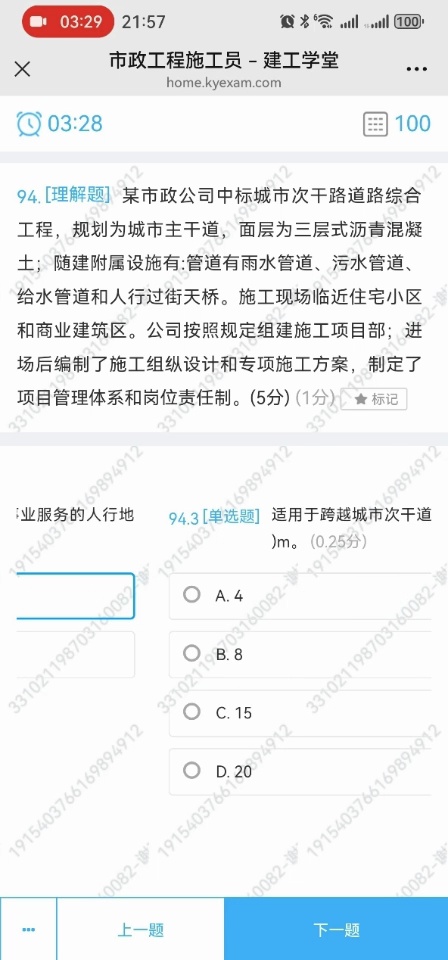 03:29 21:57 6 100
市政工程施工员 – 建工学堂
home.kyexam.com
03:28 100
94.[理解题] 某市政公司中标城市次干路道路综合
工程，规划为城市主干道，面层为三层式沥青混凝
土；随建附属设施有:管道有雨水管道、污水管道、
给水管道和人行过街天桥。施工现场临近住宅小区
和商业建筑区。公司按照规定组建施工项目部；进
场后编制了施工组纵设计和专项施工方案，制定了
项目管理体系和岗位责任制。(5分) (1分) ★ 标记
业服务的人行地
94.3 [单选题] 适用于跨越城市次干道
)m。 (0.25分)
A. 4
B. 8
C. 15
D. 20
上一题 下一题
1915403766169894912
331021198703160082-谢